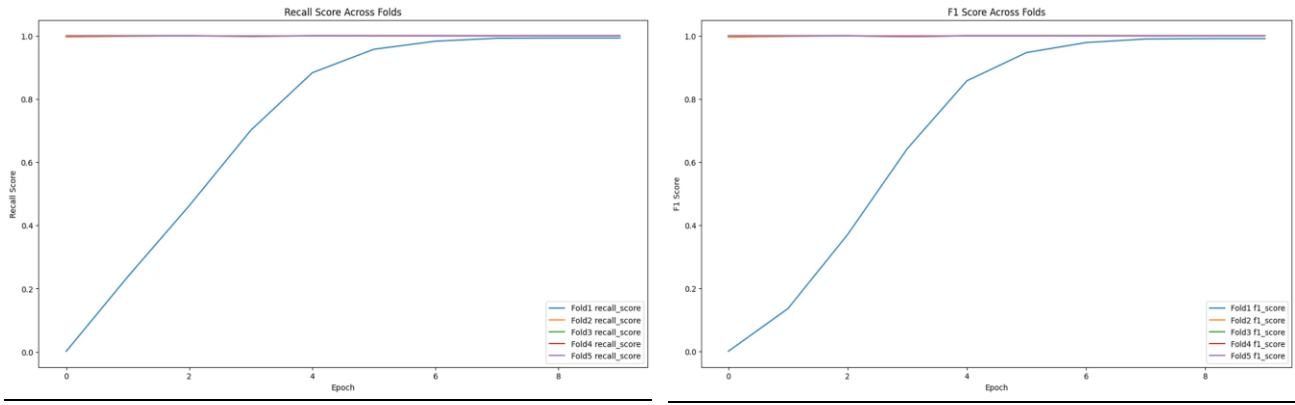 Recall Score Across Folds
1.0
0.8
0.6
0.4
0.2
0.0
Recall Score
0 2 4 6 8
Epoch
Fold1 recall_score
Fold2 recall_score
Fold3 recall_score
Fold4 recall_score
Fold5 recall_score
F1 Score Across Folds
1.0
0.8
0.6
0.4
0.2
0.0
F1 Score
0 2 4 6 8
Epoch
Fold1 f1_score
Fold2 f1_score
Fold3 f1_score
Fold4 f1_score
Fold5 f1_score